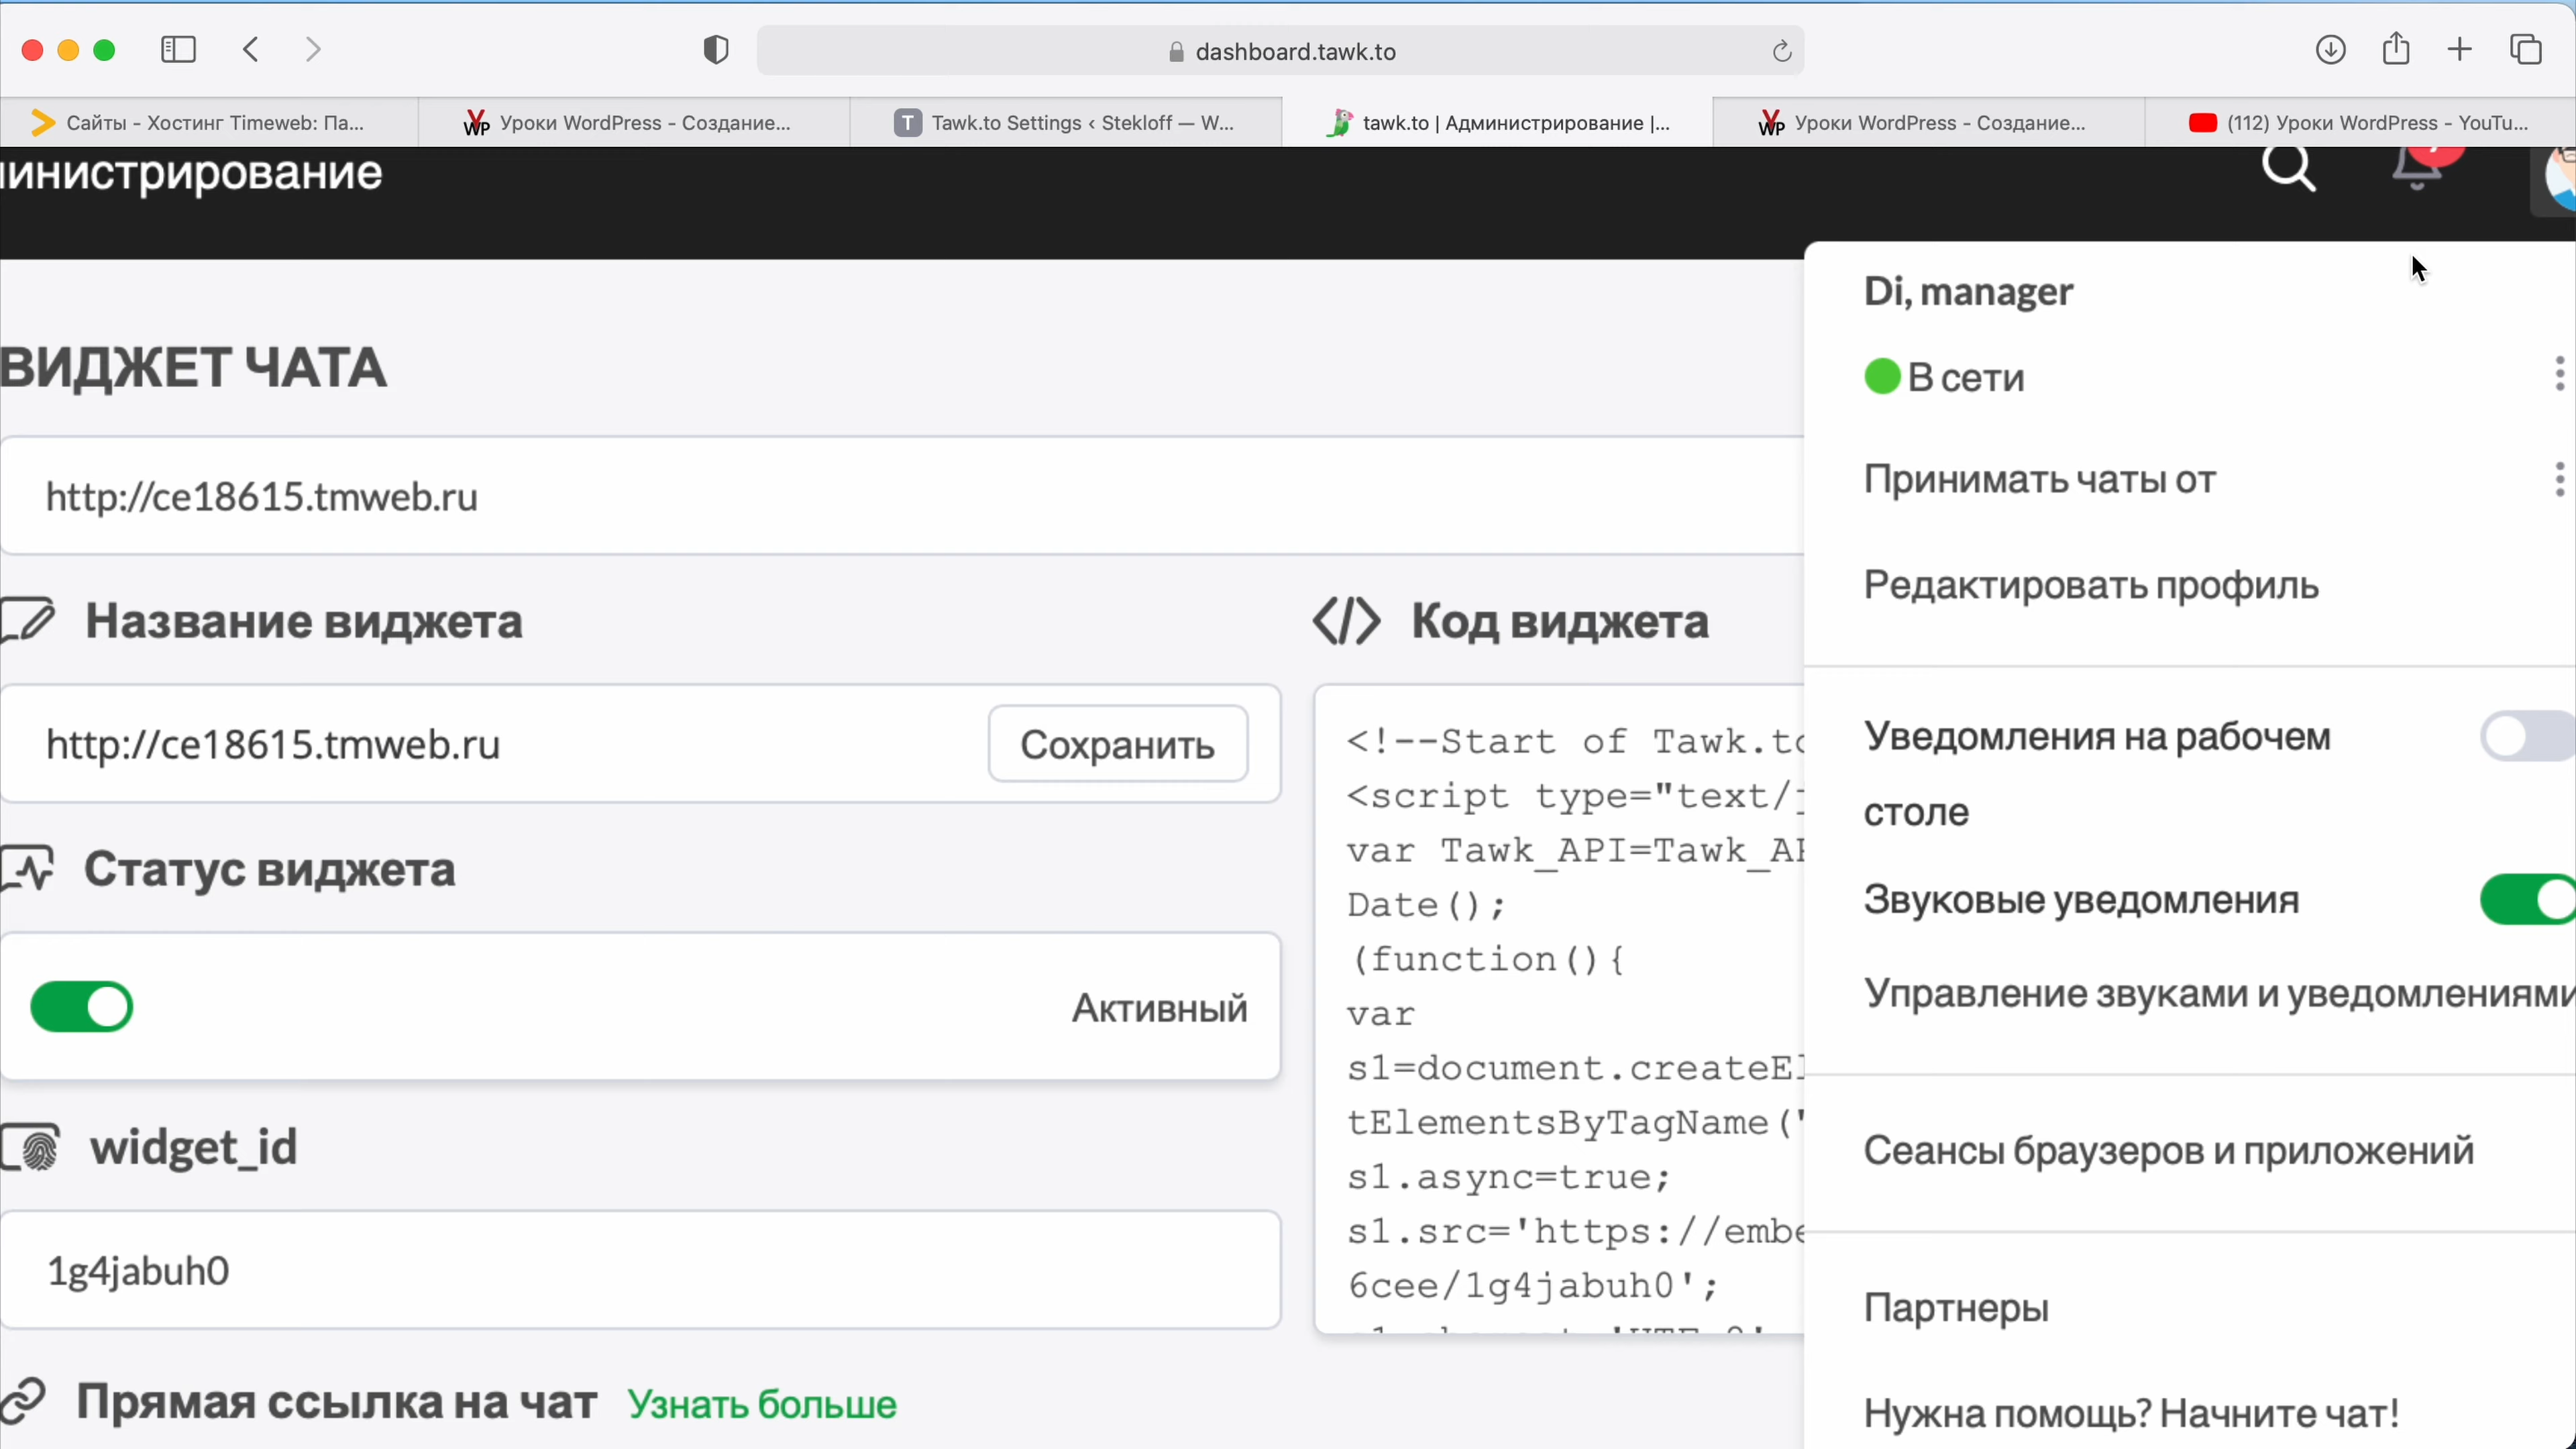 dashboard.tawk.to
Сайты - Хостинг Timeweb: Па...
Уроки WordPress - Создание...
T Tawk.to Settings ‹ Stekloff — W...
tawk.to | Администрирование |...
Уроки WordPress - Создание...
(112) Уроки WordPress - YouTu...
министрирование
Di, manager
В сети
ВИДЖЕТ ЧАТА
http://ce18615.tmweb.ru
Принимать чаты от
Редактировать профиль
Название виджета
Код виджета
http://ce18615.tmweb.ru
Сохранить
Уведомления на рабочем
столе
Статус виджета
Звуковые уведомления
Активный
Управление звуками и уведомлениями
<!--Start of Tawk.to
<script type="text/j
var Tawk_API=Tawk_AP
Date();
(function(){
var
s1=document.createEl
tElementsByTagName("
s1.async=true;
s1.src='https://embe
6cee/1g4jabuh0';
widget_id
1g4jabuh0
Сеансы браузеров и приложений
Партнеры
Прямая ссылка на чат Узнать больше
Нужна помощь? Начните чат!